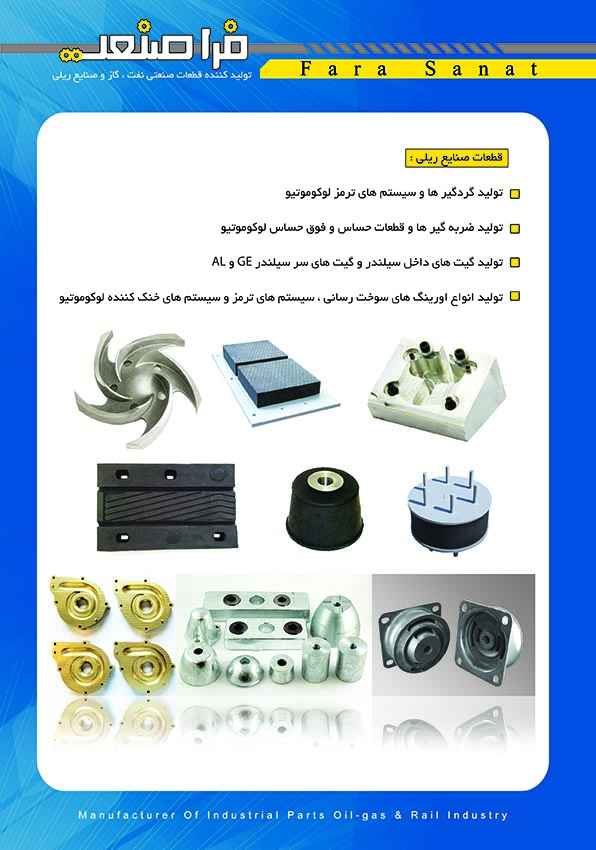 فرا صنعت
تولید کننده قطعات صنعتی نفت ، گاز و صنایع ریلی
Fara Sanat
قطعات صنایع ریلی :
تولید گردگیر ها و سیستم های ترمز لوکوموتیو
تولید ضربه گیر ها و قطعات حساس و فوق حساس لوکوموتیو
تولید گیت های داخل سیلندر و گیت های سر سیلندر GE و AL
تولید انواع اورینگ های سوخت رسانی ، سیستم های ترمز و سیستم های خنک کننده لوکوموتیو
Manufacturer Of Industrial Parts Oil-gas & Rail Industry